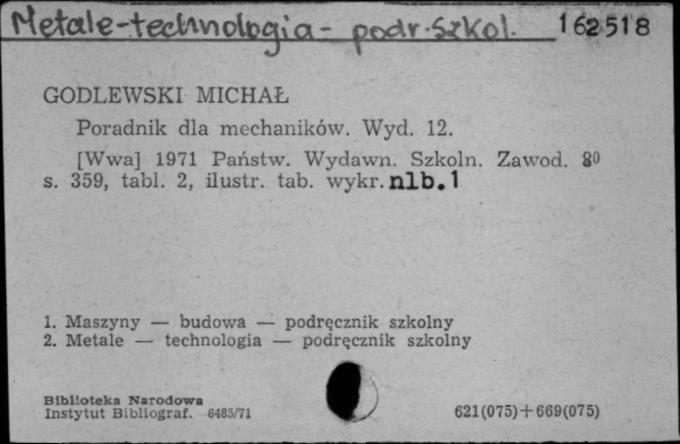 Metale-technologia- podr. szkol. 162518
GODLEWSKI MICHAŁ
Poradnik dla mechaników. Wyd. 12.
[Wwa] 1971 Państw. Wydawn. Szkoln. Zawod. 8⁰
s. 359, tabl. 2, ilustr. tab. wykr. nlb. 1
1. Maszyny — budowa — podręcznik szkolny
2. Metale — technologia — podręcznik szkolny
Biblioteka Narodowa
Instytut Bibliograf. 6485/71
621(075)+669(075)